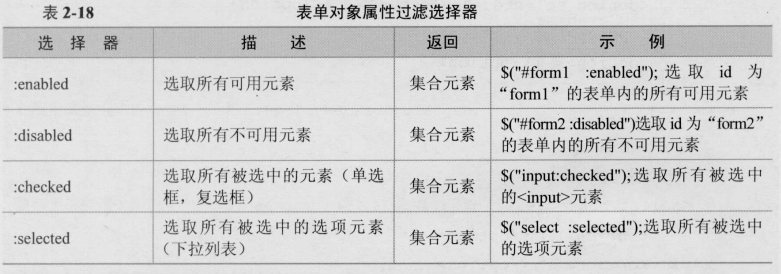 表 2-18 表单对象属性过滤选择器
选 择 器 描 述 返回 示 例
:enabled 选取所有可用元素 集合元素 $("#form1 :enabled"); 选取 id 为
“form1”的表单内的所有可用元素
:disabled 选取所有不可用元素 集合元素 $("#form2 :disabled")选取 id 为“form2”
的表单内的所有不可用元素
:checked 选取所有被选中的元素（单选
框，复选框） 集合元素 $("input:checked");选取所有被选中
的<input>元素
:selected 选取所有被选中的选项元素
（下拉列表） 集合元素 $("select :selected");选取所有被选中
的选项元素